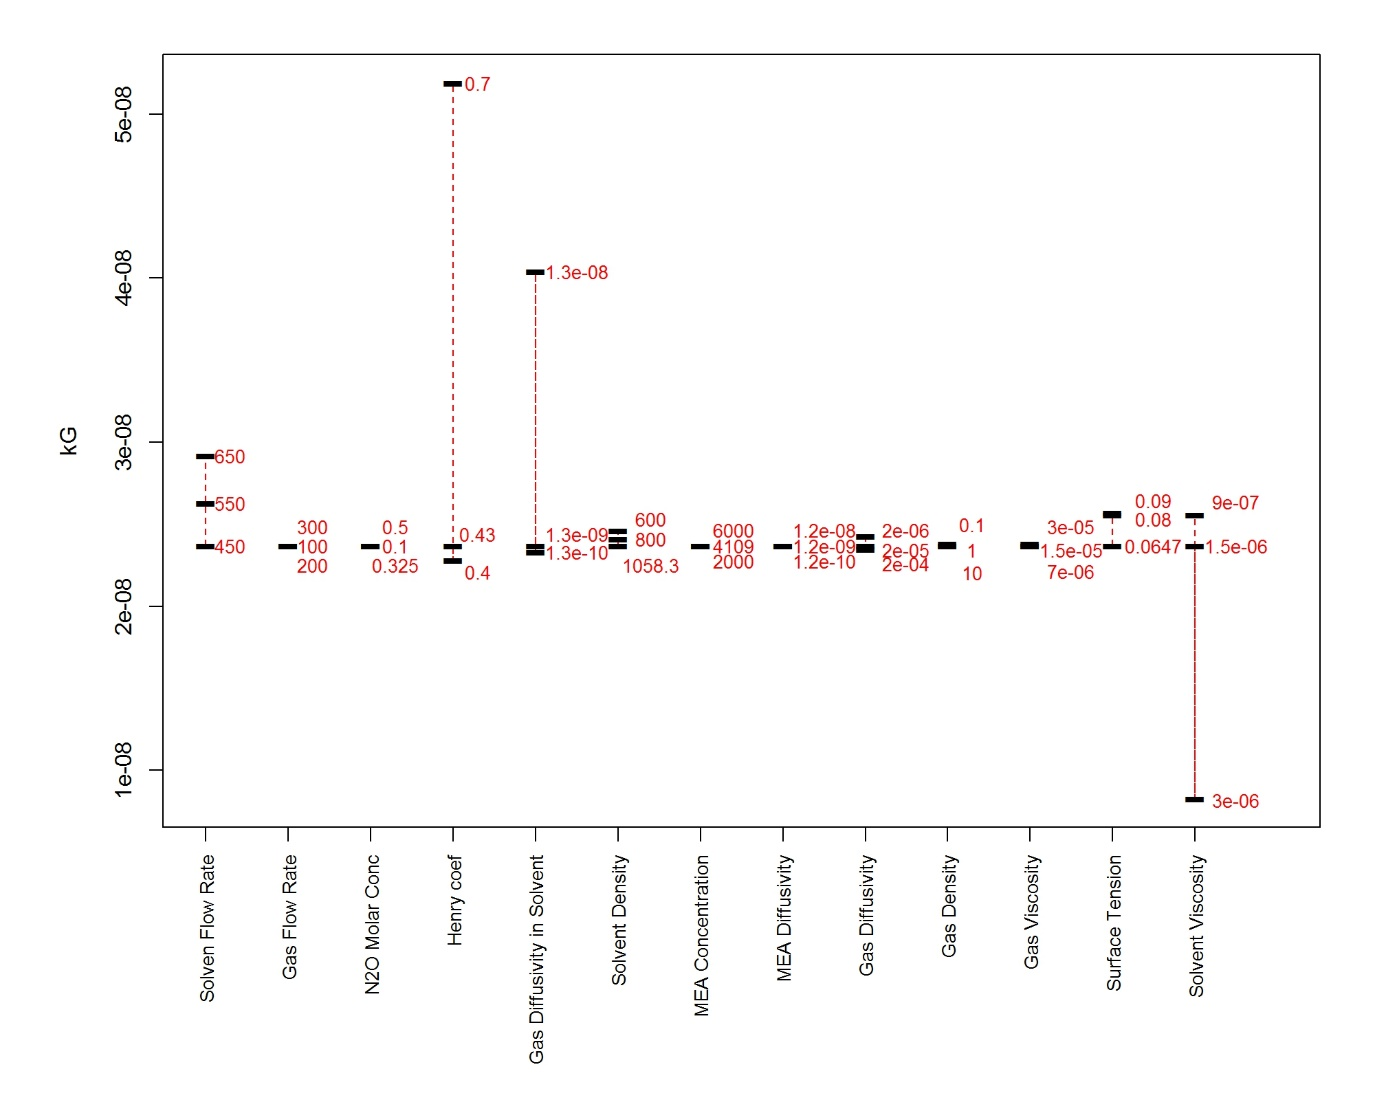 5e-08
4e-08
3e-08
2e-08
1e-08
kG
650
550
450
300
100
200
0.5
0.1
0.325
0.7
0.43
0.4
1.3e-08
1.3e-09
1.3e-10
600
800
1058.3
6000
4109
2000
1.2e-08
1.2e-09
1.2e-10
2e-06
2e-05
2e-04
0.1
1
10
3e-05
1.5e-05
7e-06
0.09
0.08
0.0647
9e-07
1.5e-06
3e-06
Solven Flow Rate
Gas Flow Rate
N2O Molar Conc
Henry coef
Gas Diffusivity in Solvent
Solvent Density
MEA Concentration
MEA Diffusivity
Gas Diffusivity
Gas Density
Gas Viscosity
Surface Tension
Solvent Viscosity